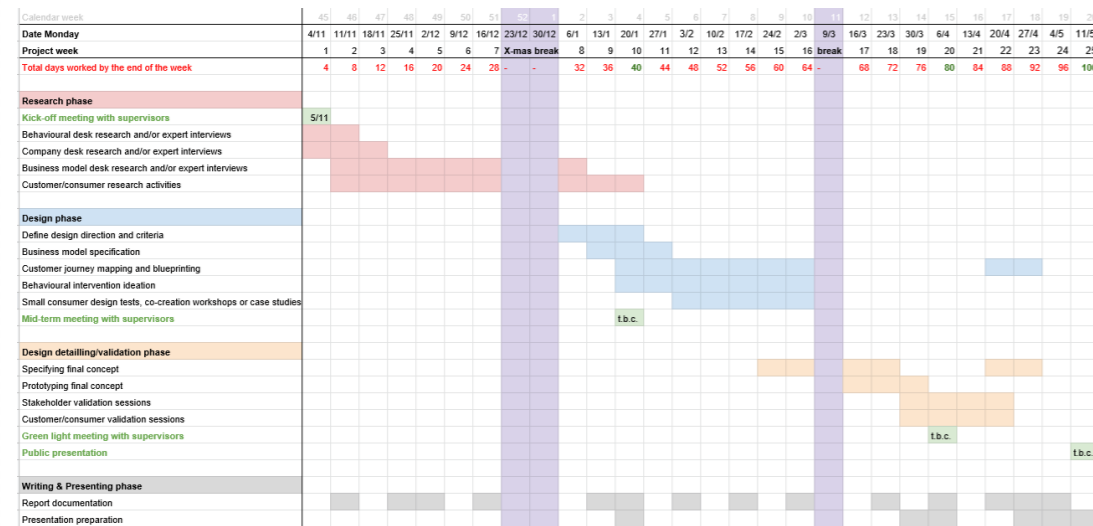 Calendar week 45 46 47 48 49 50 51 52 1 2 3 4 5 6 7 8 9 10 11 12 13 14 15 16 17 18 19
Date Monday 4/11 11/11 18/11 25/11 2/12 9/12 16/12 23/12 30/12 6/1 13/1 20/1 27/1 3/2 10/2 17/2 24/2 2/3 9/3 16/3 23/3 30/3 6/4 13/4 20/4 27/4 4/5 11/5
Project week 1 2 3 4 5 6 7 X-mas break 8 9 10 11 12 13 14 15 16 break 17 18 19 20 21 22 23 24 25
Total days worked by the end of the week 4 8 12 16 20 24 28 - - 32 36 40 44 48 52 56 60 64 - 68 72 76 80 84 88 92 96 100
Research phase
Kick-off meeting with supervisors 5/11
Behavioural desk research and/or expert interviews
Company desk research and/or expert interviews
Business model desk research and/or expert interviews
Customer/consumer research activities
Design phase
Define design direction and criteria
Business model specification
Customer journey mapping and blueprinting
Behavioural intervention ideation
Small consumer design tests, co-creation workshops or case studies
Mid-term meeting with supervisors t.b.c.
Design detailling/validation phase
Specifying final concept
Prototyping final concept
Stakeholder validation sessions
Customer/consumer validation sessions
Green light meeting with supervisors t.b.c.
Public presentation t.b.c.
Writing & Presenting phase
Report documentation
Presentation preparation